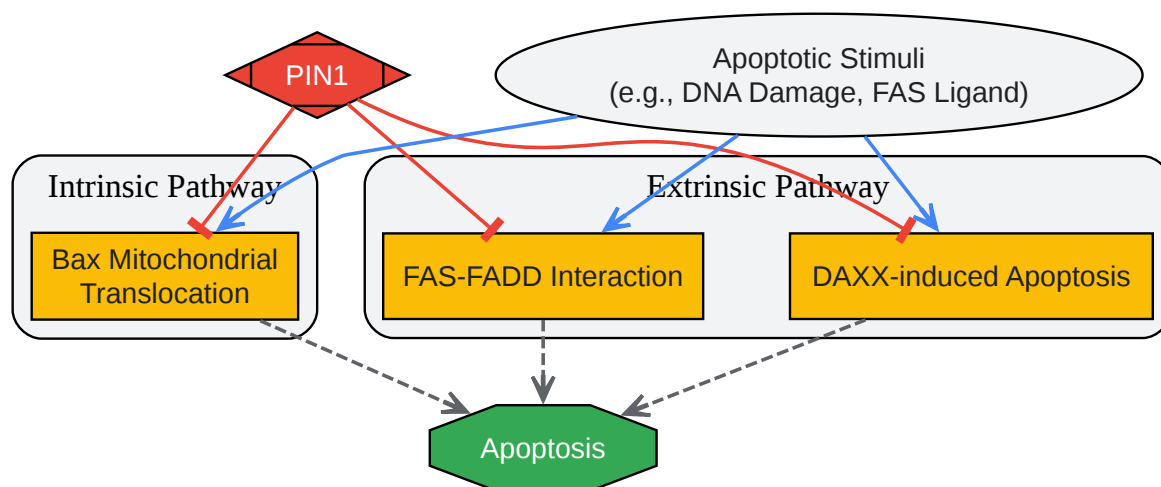 PIN1
Apoptotic Stimuli
(e.g., DNA Damage, FAS Ligand)
Intrinsic Pathway
Extrinsic Pathway
Bax Mitochondrial
Translocation
FAS-FADD Interaction
DAXX-induced Apoptosis
Apoptosis